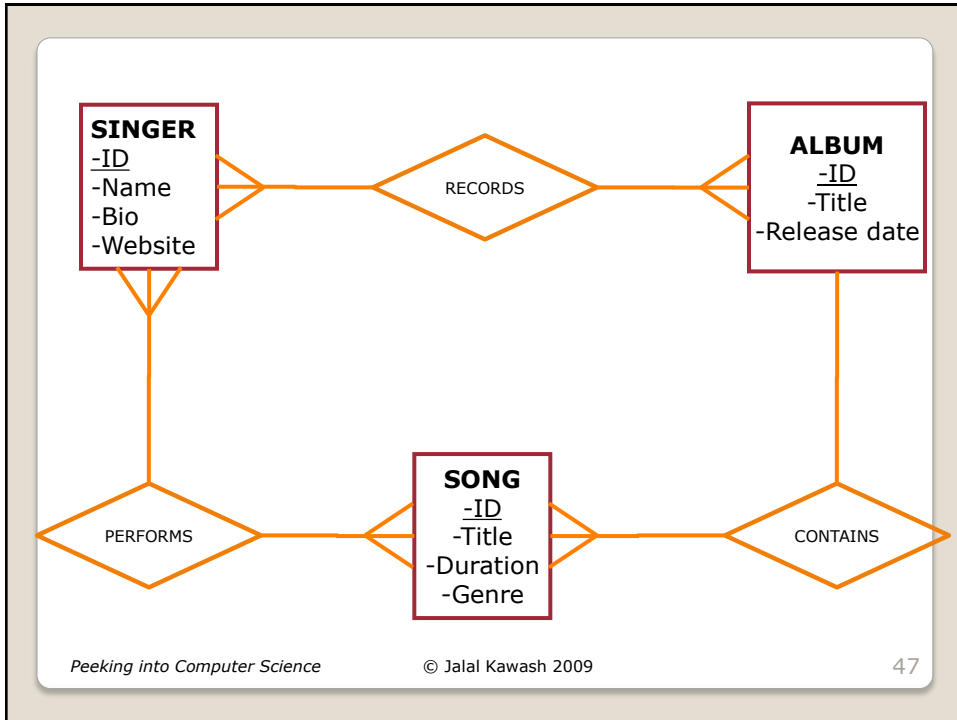 SINGER
-ID
-Name
-Bio
-Website
RECORDS
ALBUM
-ID
-Title
-Release date
PERFORMS
SONG
-ID
-Title
-Duration
-Genre
CONTAINS
Peeking into Computer Science
© Jalal Kawash 2009
47